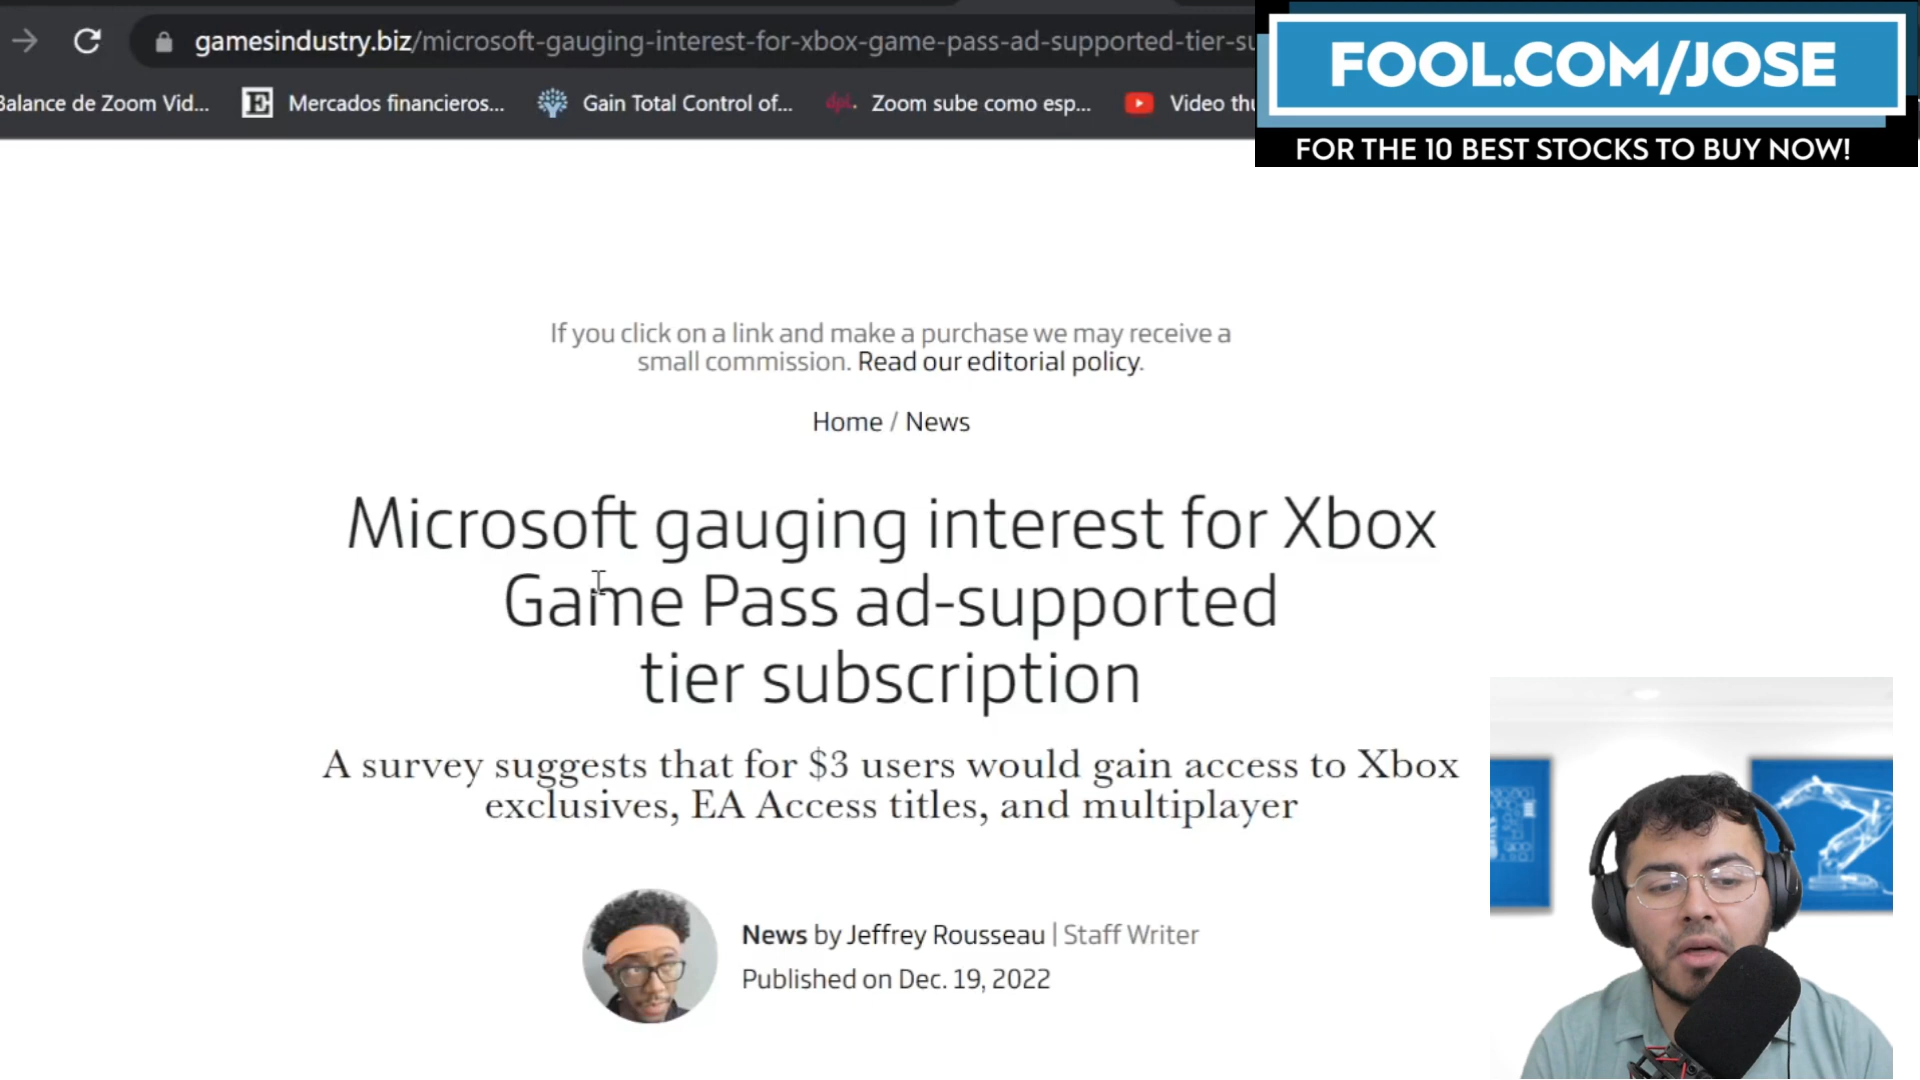 gamesindustry.biz/microsoft-gauging-interest-for-xbox-game-pass-ad-supported-tier-su
FOOL.COM/JOSE
FOR THE 10 BEST STOCKS TO BUY NOW!
Balance de Zoom Vid...
Mercados financieros...
Gain Total Control of...
Zoom sube como esp...
Video thu
If you click on a link and make a purchase we may receive a
small commission. Read our editorial policy.
Home / News
Microsoft gauging interest for Xbox
Game Pass ad-supported
tier subscription
A survey suggests that for $3 users would gain access to Xbox
exclusives, EA Access titles, and multiplayer
News by Jeffrey Rousseau | Staff Writer
Published on Dec. 19, 2022